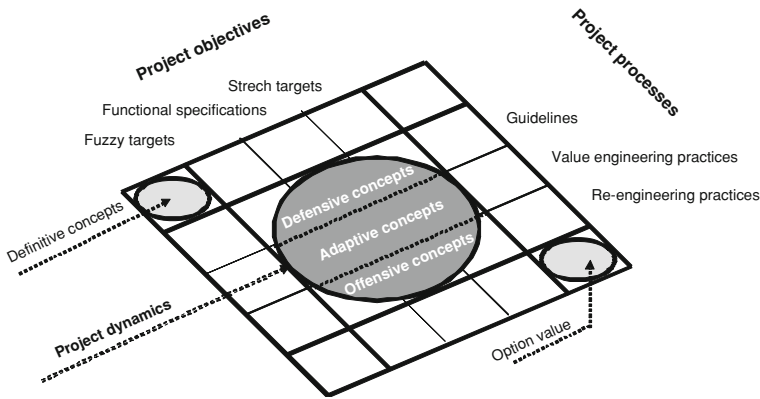 Project objectives
Project processes
Strech targets
Functional specifications
Fuzzy targets
Guidelines
Value engineering practices
Re-engineering practices
Defensive concepts
Adaptive concepts
Offensive concepts
Definitive concepts
Project dynamics
Option value